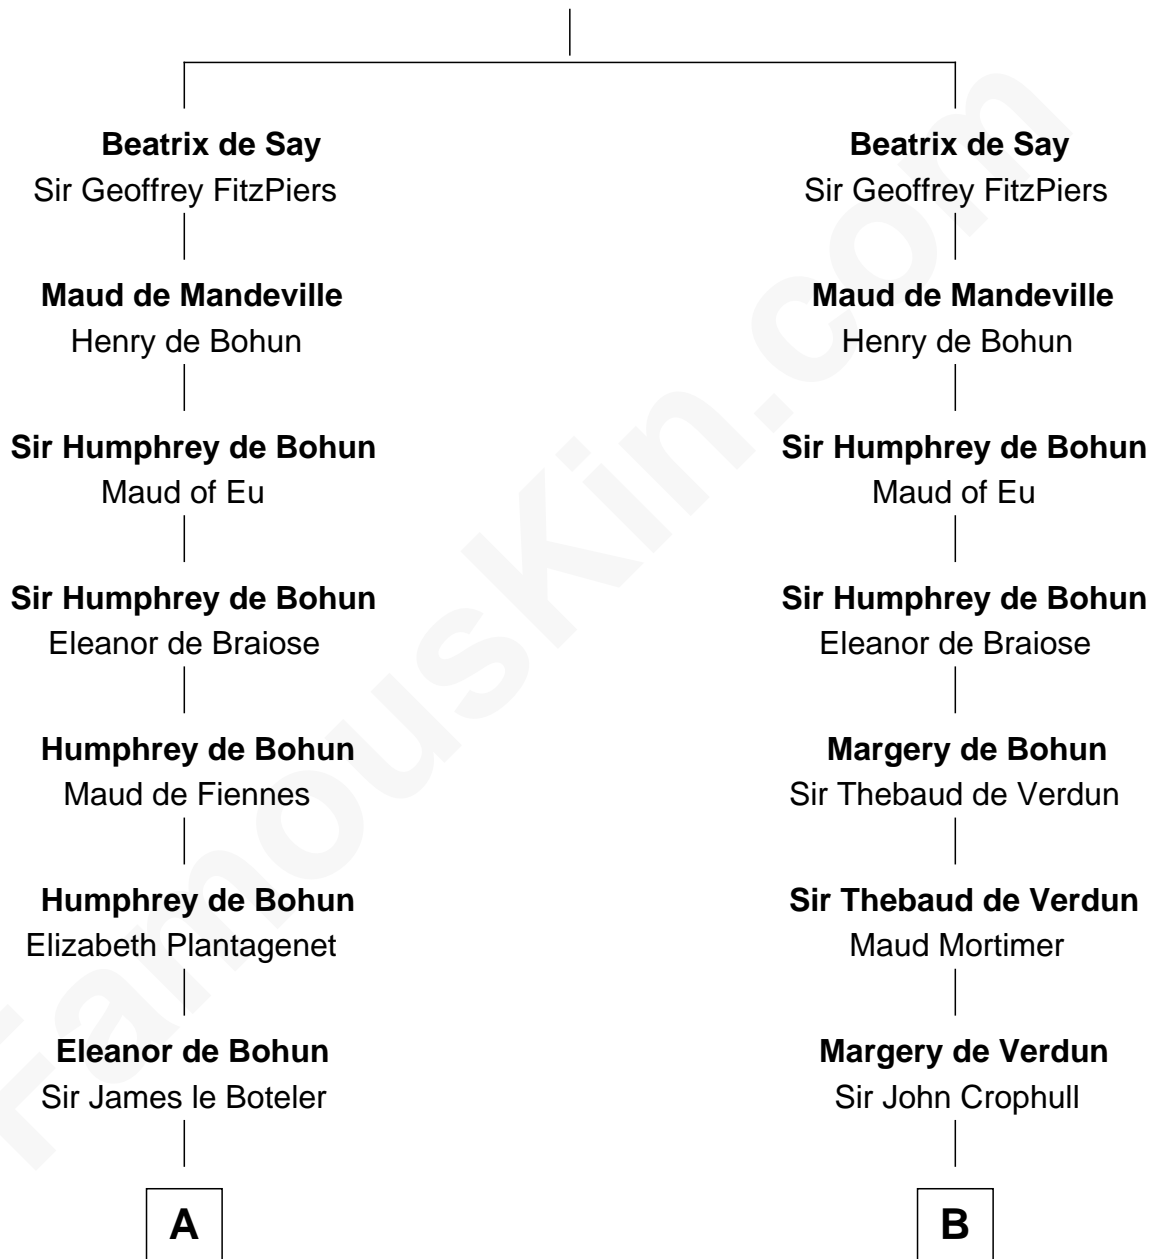 Beatrix de Say
Sir Geoffrey FitzPiers
Maud de Mandeville
Henry de Bohun
Sir Humphrey de Bohun
Maud of Eu
Sir Humphrey de Bohun
Eleanor de Braiose
Humphrey de Bohun
Maud de Fiennes
Humphrey de Bohun
Elizabeth Plantagenet
Eleanor de Bohun
Sir James le Boteler
A
Beatrix de Say
Sir Geoffrey FitzPiers
Maud de Mandeville
Henry de Bohun
Sir Humphrey de Bohun
Maud of Eu
Sir Humphrey de Bohun
Eleanor de Braiose
Margery de Bohun
Sir Thebaud de Verdun
Sir Thebaud de Verdun
Maud Mortimer
Margery de Verdun
Sir John Crophull
B
FamousKin.com